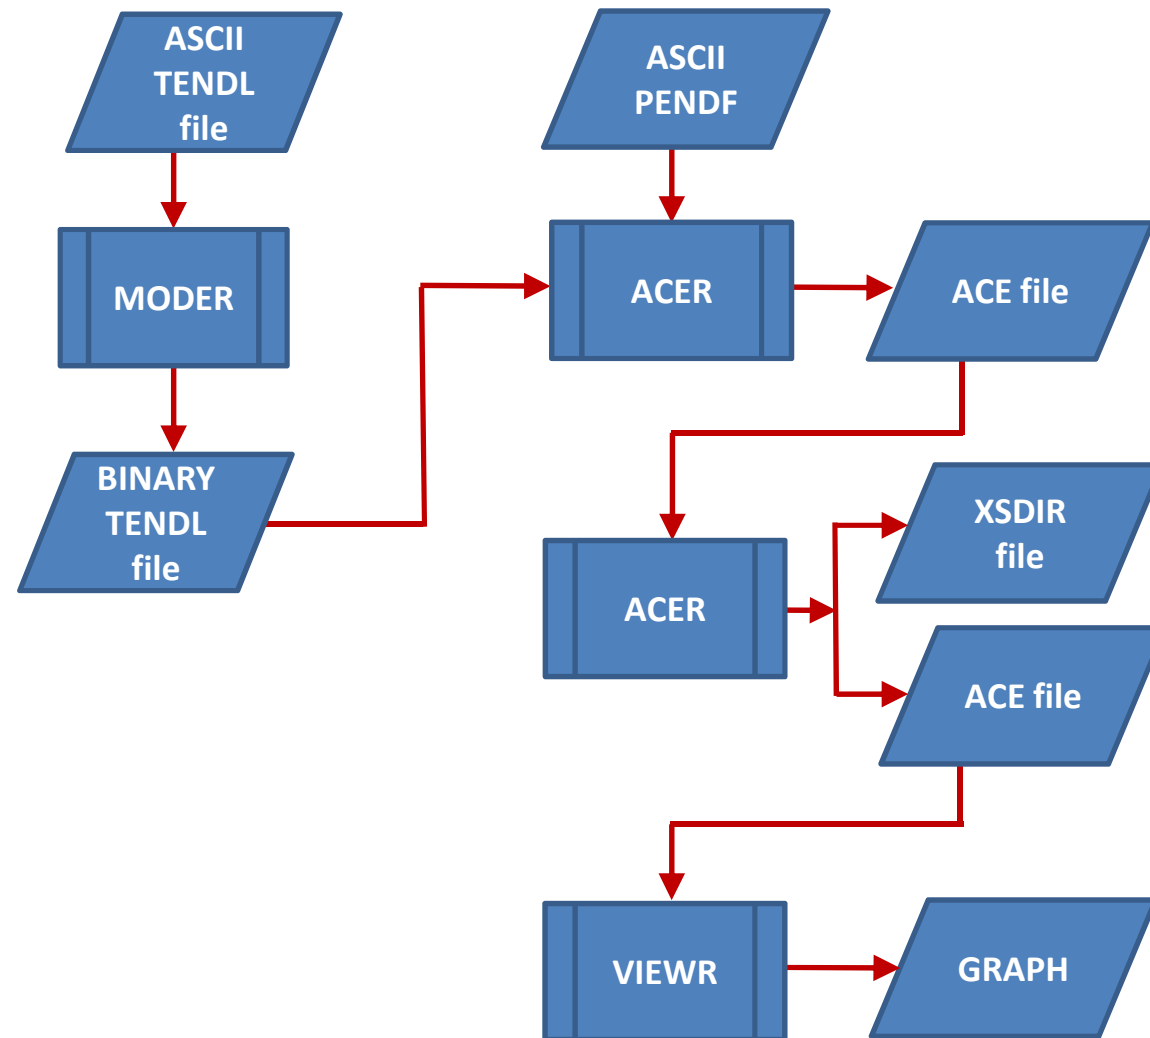 ASCII
TENDL
file
ASCII
PENDF
MODER
ACER
ACE file
BINARY
TENDL
file
XSDIR
file
ACER
ACE file
VIEWR
GRAPH